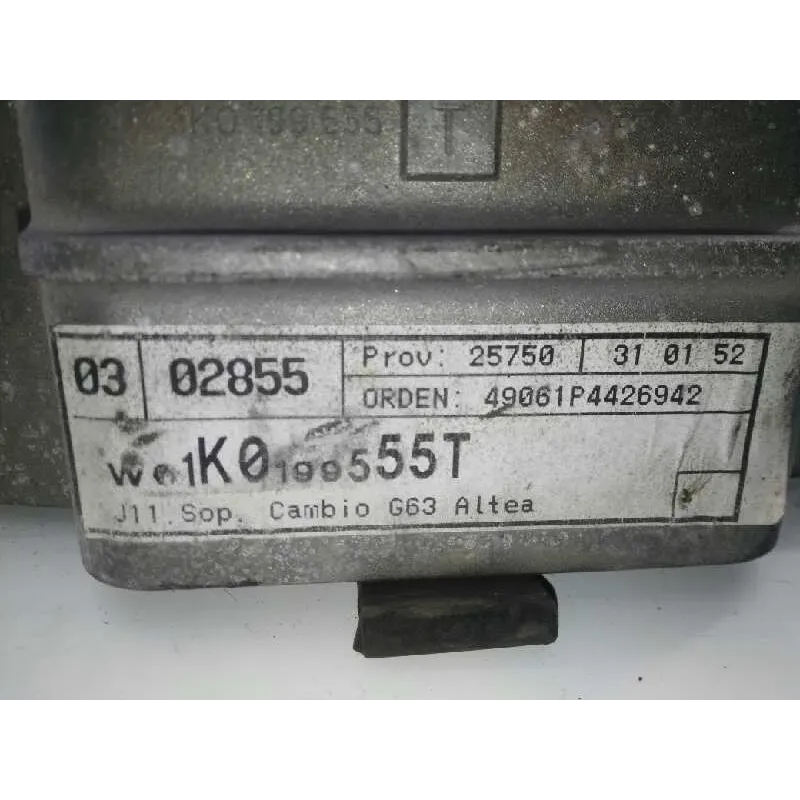 1K0 199 555 T
03 02855 Prov: 25750 31 01 52
ORDEN: 49061P4426942
1K0199555T
J11 Sop. Cambio G63 Altea